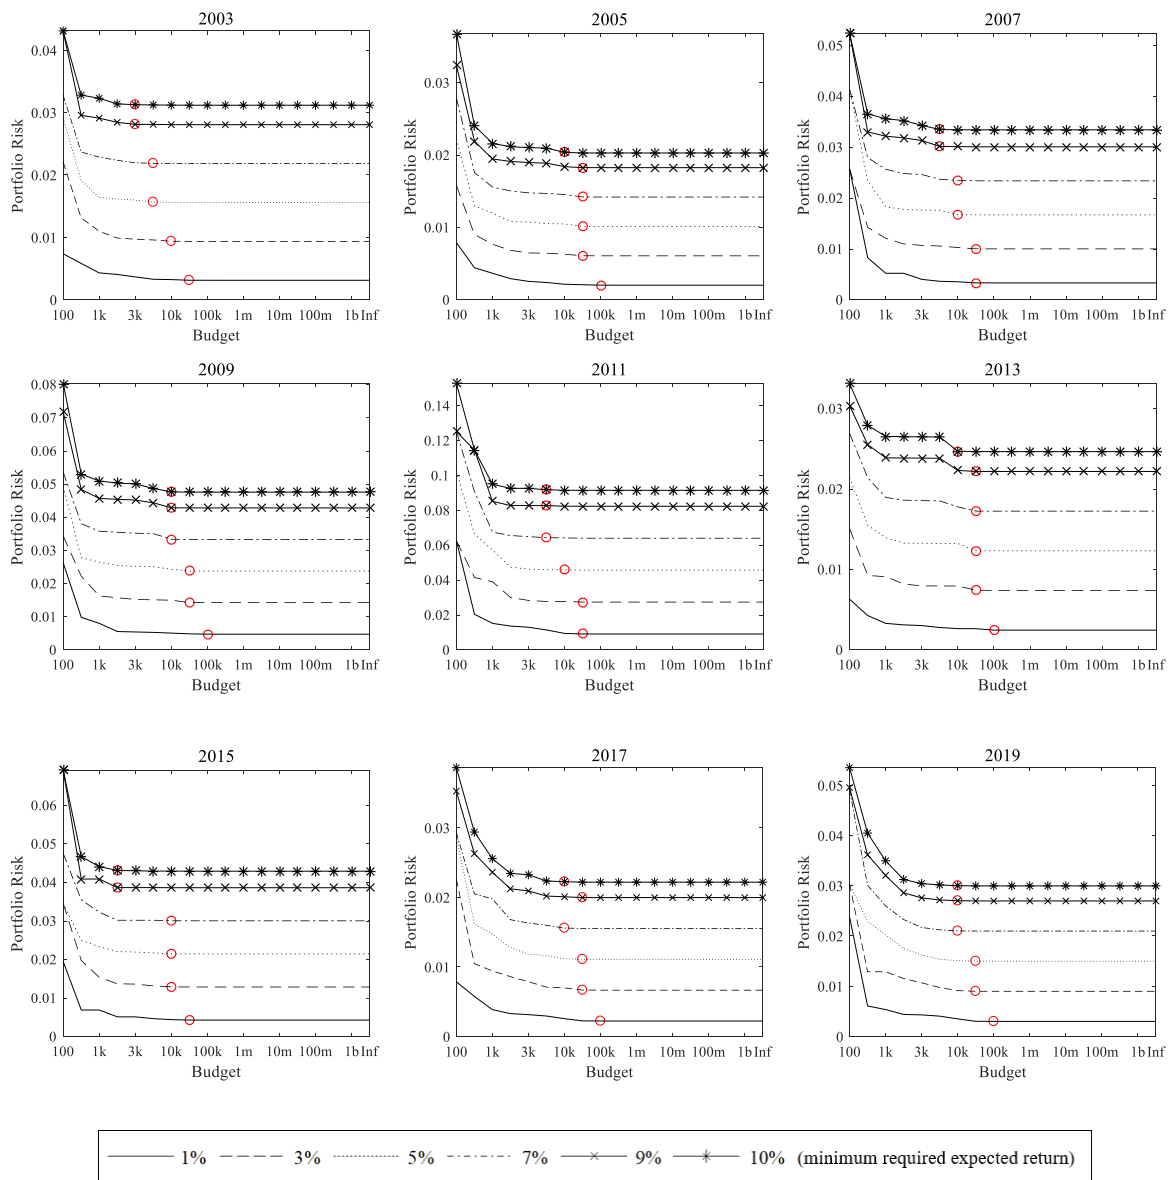 2003
2005
2007
Portfolio Risk
0.04
0.03
0.02
0.01
0
100 1k 3k 10k 100k 1m 10m 100m 1b Inf
Budget
Portfolio Risk
0.03
0.02
0.01
0
100 1k 3k 10k 100k 1m 10m 100m 1b Inf
Budget
Portfolio Risk
0.05
0.04
0.03
0.02
0.01
0
100 1k 3k 10k 100k 1m 10m 100m 1b Inf
Budget
2009
2011
2013
Portfolio Risk
0.08
0.07
0.06
0.05
0.04
0.03
0.02
0.01
0
100 1k 3k 10k 100k 1m 10m 100m 1b Inf
Budget
Portfolio Risk
0.14
0.12
0.1
0.08
0.06
0.04
0.02
0
100 1k 3k 10k 100k 1m 10m 100m 1b Inf
Budget
Portfolio Risk
0.03
0.02
0.01
0
100 1k 3k 10k 100k 1m 10m 100m 1b Inf
Budget
2015
2017
2019
Portfolio Risk
0.06
0.05
0.04
0.03
0.02
0.01
0
100 1k 3k 10k 100k 1m 10m 100m 1b Inf
Budget
Portfolio Risk
0.03
0.02
0.01
0
100 1k 3k 10k 100k 1m 10m 100m 1b Inf
Budget
Portfolio Risk
0.05
0.04
0.03
0.02
0.01
0
100 1k 3k 10k 100k 1m 10m 100m 1b Inf
Budget
1% 3% 5% 7% 9% 10% (minimum required expected return)